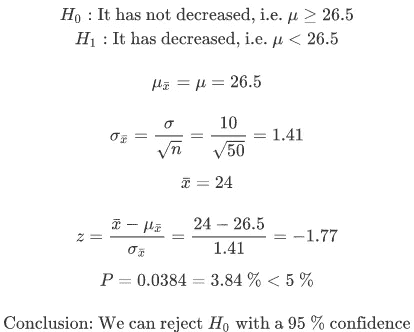 H₀ : It has not decreased, i.e. μ ≥ 26.5
H₁ : It has decreased, i.e. μ < 26.5
μ_x̄ = μ = 26.5
σ_x̄ = σ/√n = 10/√50 = 1.41
x̄ = 24
z = (x̄ − μ_x̄)/σ_x̄ = (24 − 26.5)/1.41 = −1.77
P = 0.0384 = 3.84 % < 5 %
Conclusion: We can reject H₀ with a 95 % confidence